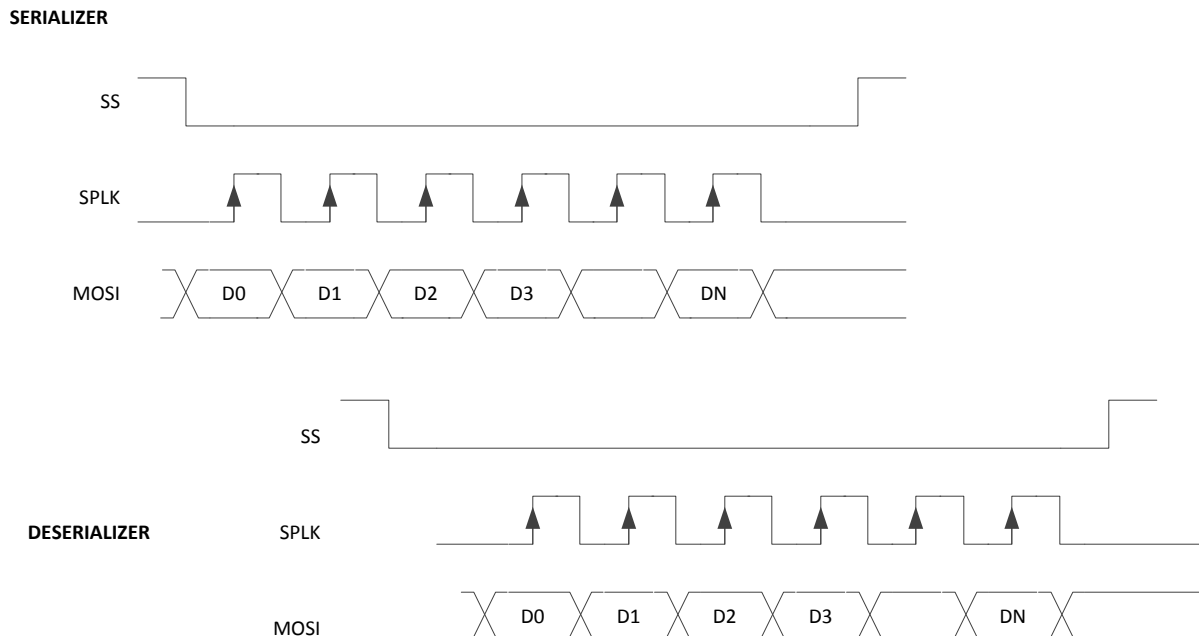 SERIALIZER
SS
SPLK
MOSI
D0 D1 D2 D3 DN
SS
DESERIALIZER SPLK
MOSI
D0 D1 D2 D3 DN